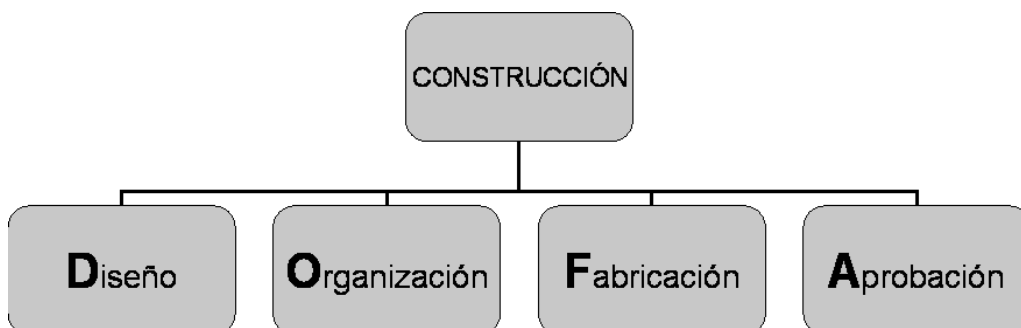 CONSTRUCCIÓN
Diseño
Organización
Fabricación
Aprobación